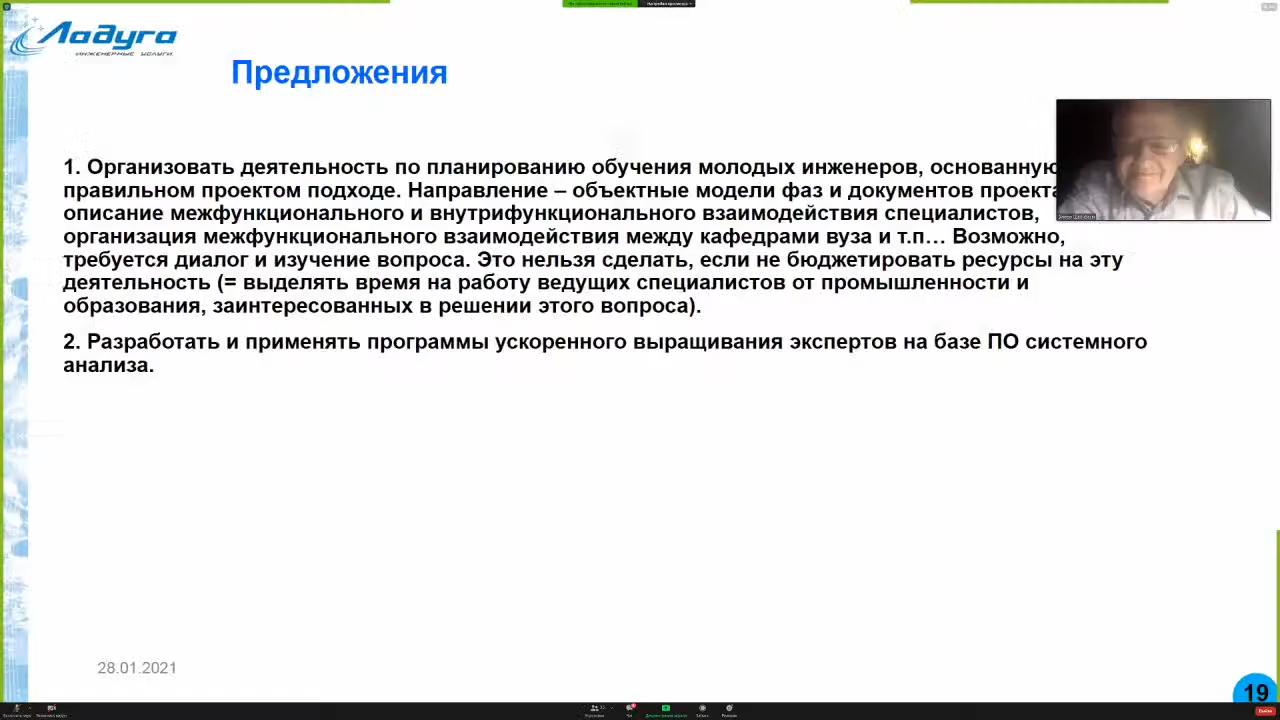 Ладуга
ИНЖЕНЕРНЫЕ УСЛУГИ
Предложения
1. Организовать деятельность по планированию обучения молодых инженеров, основанную
правильном проектом подходе. Направление – объектные модели фаз и документов проекта
описание межфункционального и внутрифункционального взаимодействия специалистов,
организация межфункционального взаимодействия между кафедрами вуза и т.п… Возможно,
требуется диалог и изучение вопроса. Это нельзя сделать, если не бюджетировать ресурсы на эту
деятельность (= выделять время на работу ведущих специалистов от промышленности и
образования, заинтересованных в решении этого вопроса).
2. Разработать и применять программы ускоренного выращивания экспертов на базе ПО системного
анализа.
28.01.2021
19